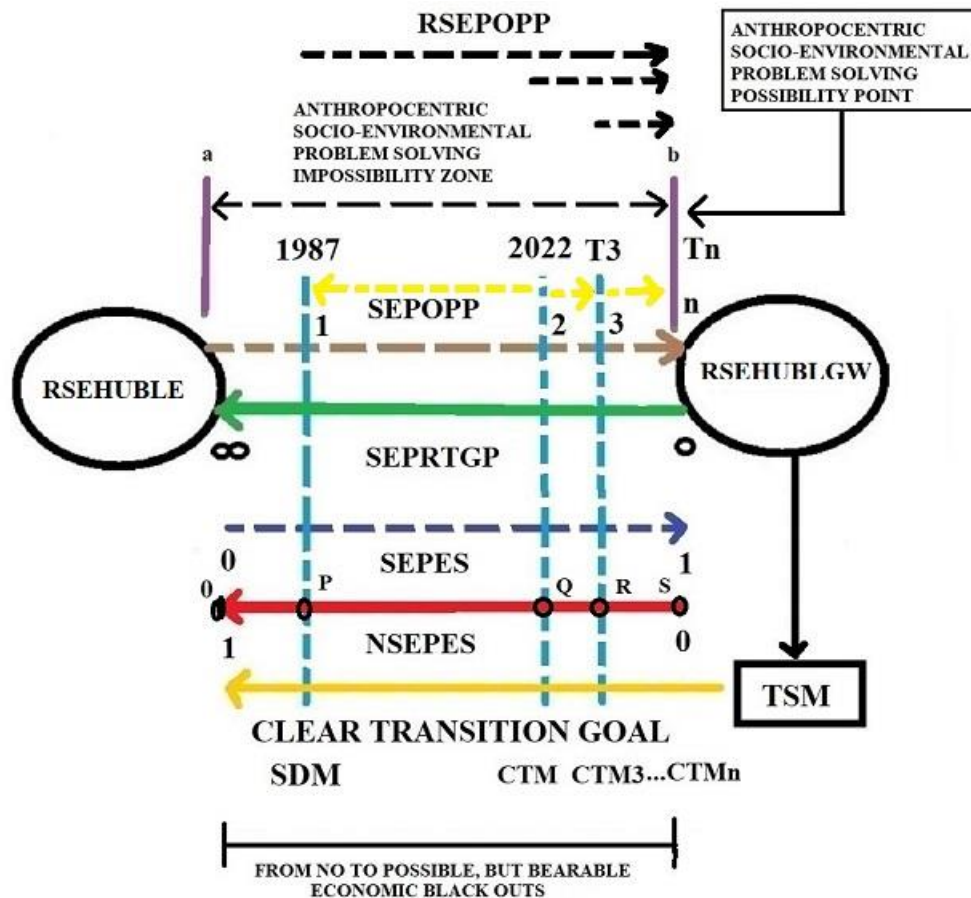 RSEPOPP
ANTHROPOCENTRIC
SOCIO-ENVIRONMENTAL
PROBLEM SOLVING
POSSIBILITY POINT
ANTHROPOCENTRIC
SOCIO-ENVIRONMENTAL
PROBLEM SOLVING
IMPOSSIBILITY ZONE
a
b
1987
2022
T3
Tn
SEPOPP
1
2
3
n
RSEHUBLE
RSEHUBLGW
∞
0
SEPRTGP
0
SEPES
1
0
P
Q
R
S
1
NSEPES
0
TSM
CLEAR TRANSITION GOAL
SDM
CTM
CTM3...CTMn
FROM NO TO POSSIBLE, BUT BEARABLE
ECONOMIC BLACK OUTS